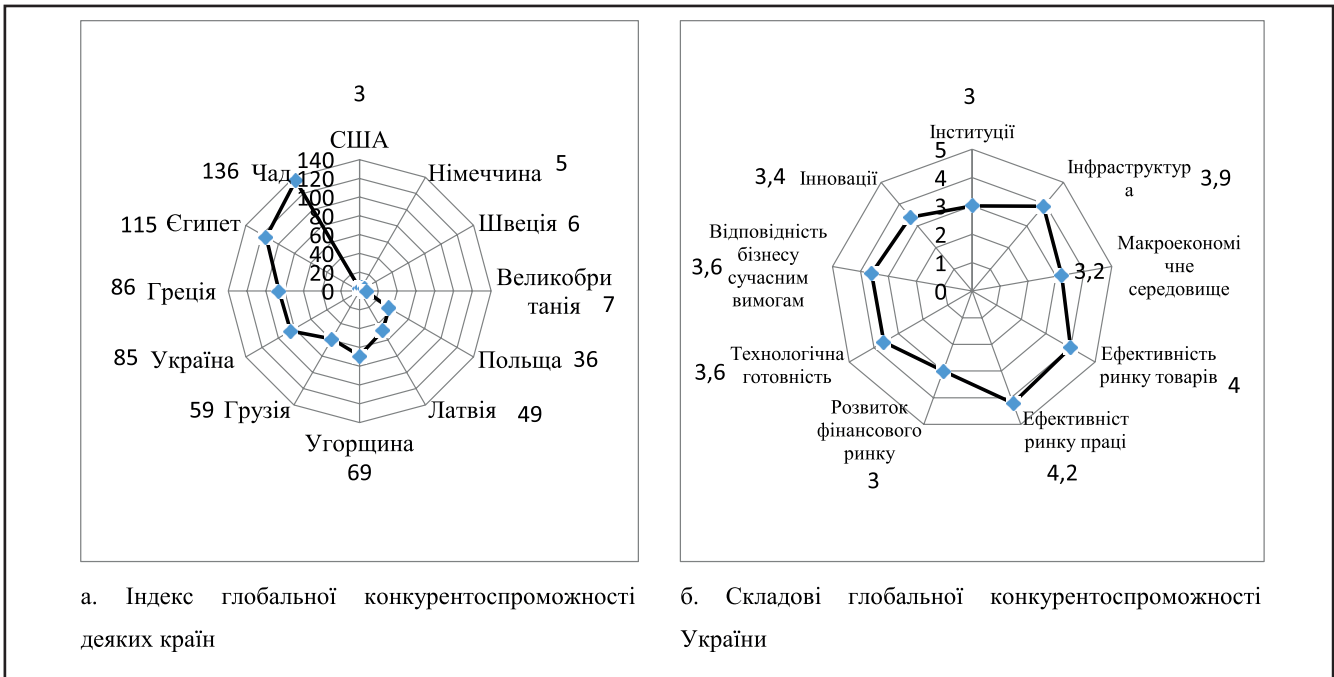 3
США
140
120
100
80
60
40
20
0
Німеччина 5
Швеція 6
Великобри
танія 7
Польща 36
Латвія 49
Угорщина
69
59 Грузія
85 Україна
86 Греція
115 Єгипет
136 Чад
а. Індекс глобальної конкурентоспроможності
деяких країн
3
Інституції
5
4
3
2
1
0
Інфраструктур
а
3,9
Макроекономі
чне
середовище
3,2
Ефективність
ринку товарів
4
Ефективніст
ринку праці
4,2
Розвиток
фінансового
ринку
3
Технологічна
готовність
3,6
Відповідність
бізнесу
сучасним
вимогам
3,6
3,4 Інновації
б. Складові глобальної конкурентоспроможності
України